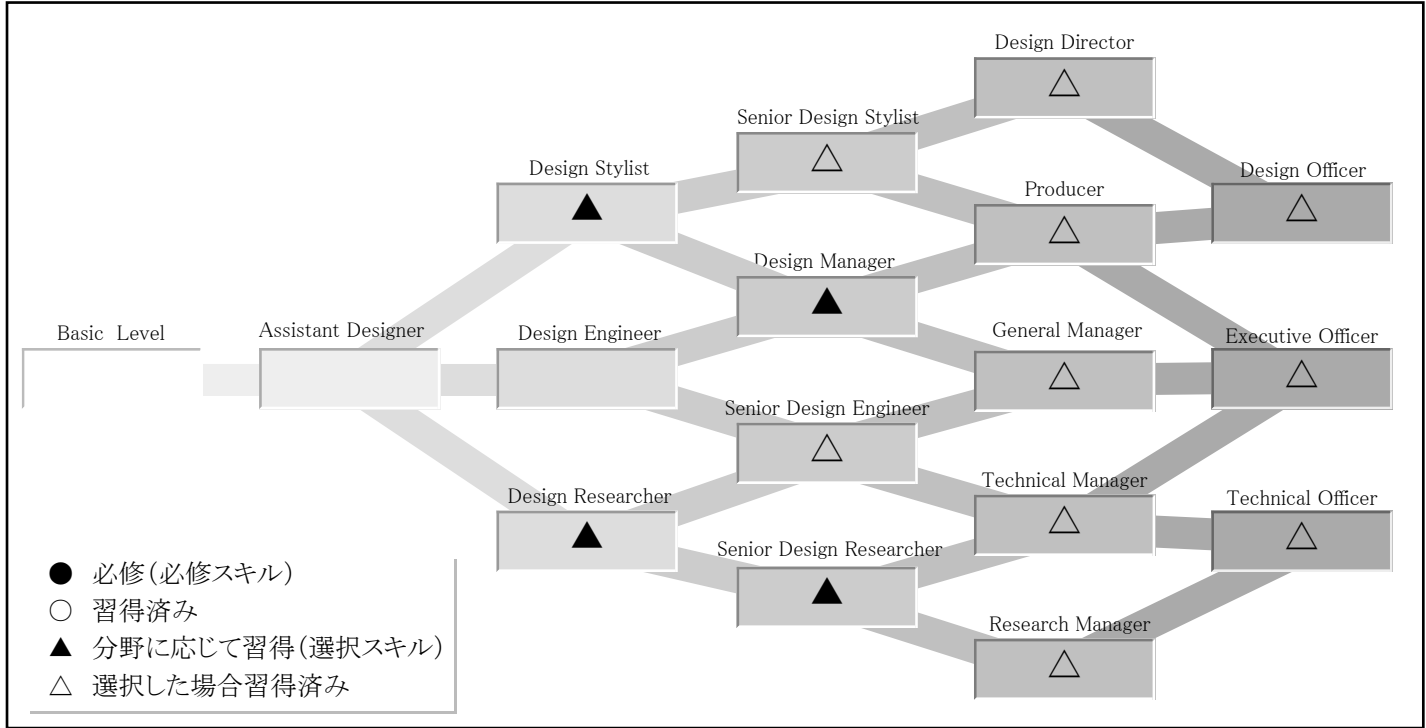 Design Director
△
Senior Design Stylist
△
Design Stylist
▲
Design Officer
△
Producer
△
Design Manager
▲
Basic Level
Assistant Designer
Design Engineer
General Manager
△
Executive Officer
△
Senior Design Engineer
△
Design Researcher
▲
Technical Manager
△
Technical Officer
△
Senior Design Researcher
▲
Research Manager
△
● 必修(必修スキル)
○ 習得済み
▲ 分野に応じて習得(選択スキル)
△ 選択した場合習得済み